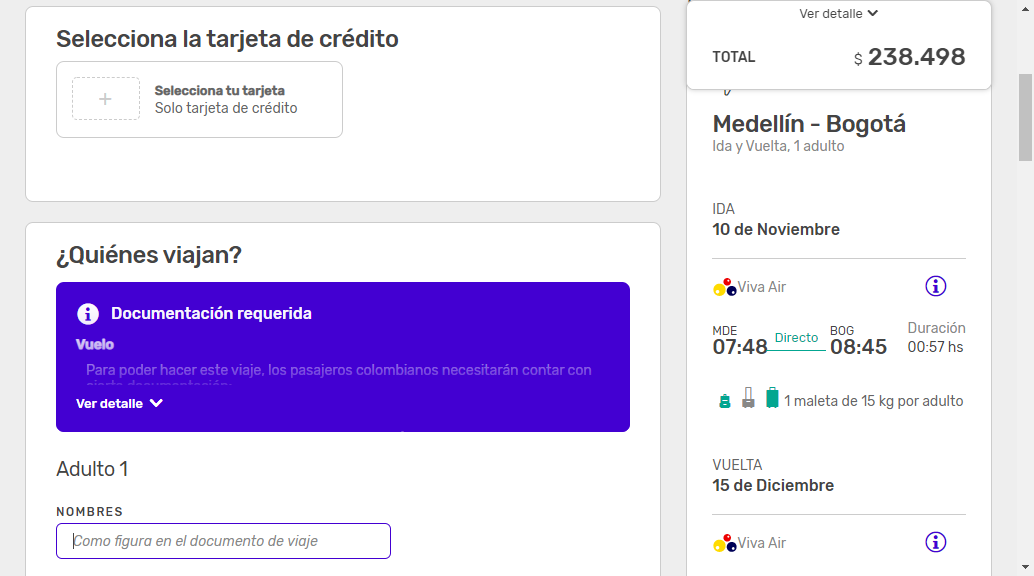 Selecciona la tarjeta de crédito
Selecciona tu tarjeta
Solo tarjeta de crédito
¿Quiénes viajan?
Documentación requerida
Vuelo
Para poder hacer este viaje, los pasajeros colombianos necesitarán contar con
cierta documentación:
Ver detalle
Adulto 1
NOMBRES
Como figura en el documento de viaje
Ver detalle
TOTAL $ 238.498
Medellín - Bogotá
Ida y Vuelta, 1 adulto
IDA
10 de Noviembre
Viva Air
MDE Directo BOG Duración
07:48 08:45 00:57 hs
1 maleta de 15 kg por adulto
VUELTA
15 de Diciembre
Viva Air